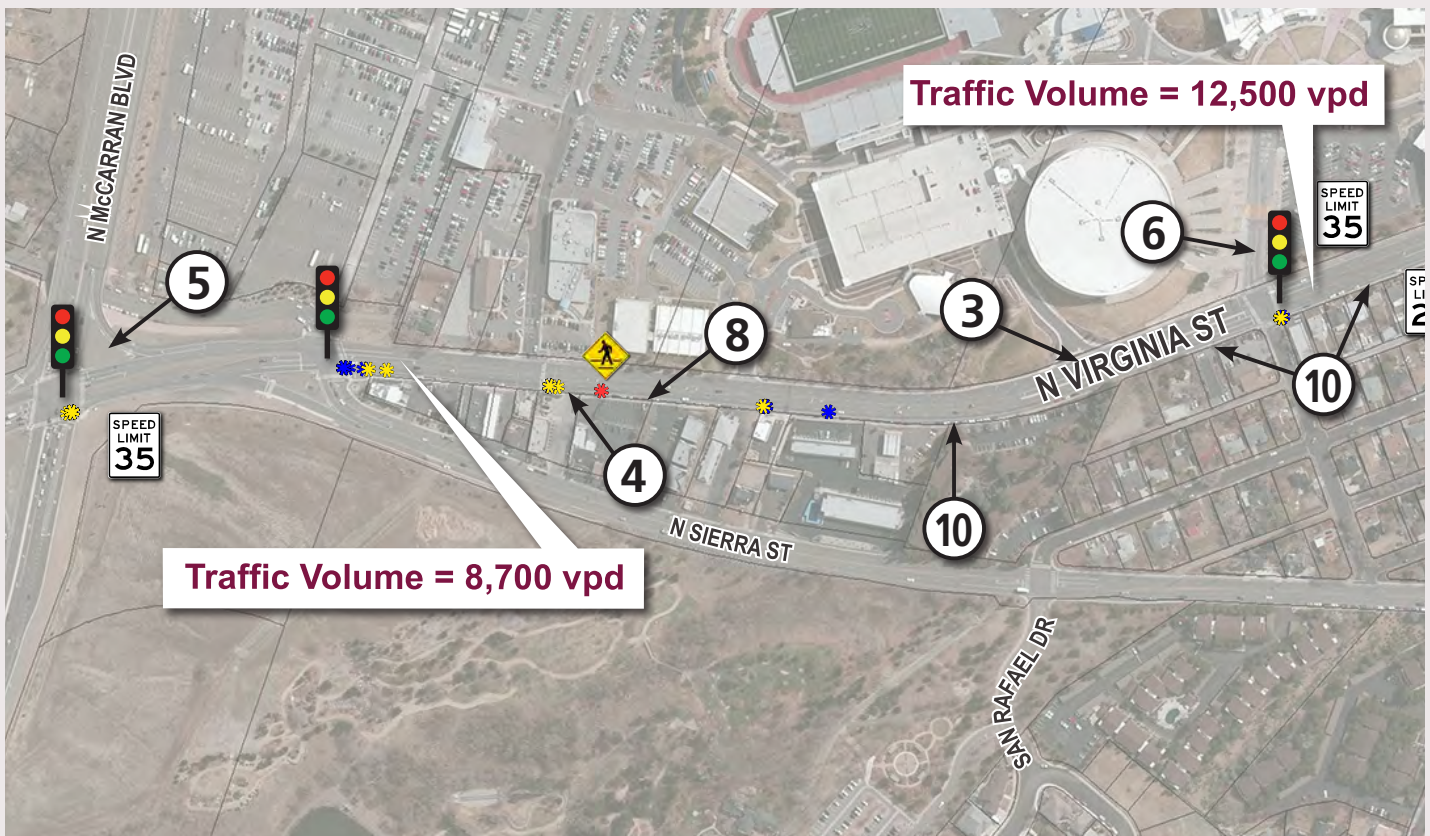 N McCARRAN BLVD
Traffic Volume = 12,500 vpd
SPEED
LIMIT
35
6
5
3
8
N VIRGINIA ST
10
SPEED
LIMIT
35
4
10
N SIERRA ST
Traffic Volume = 8,700 vpd
SAN RAFAEL DR